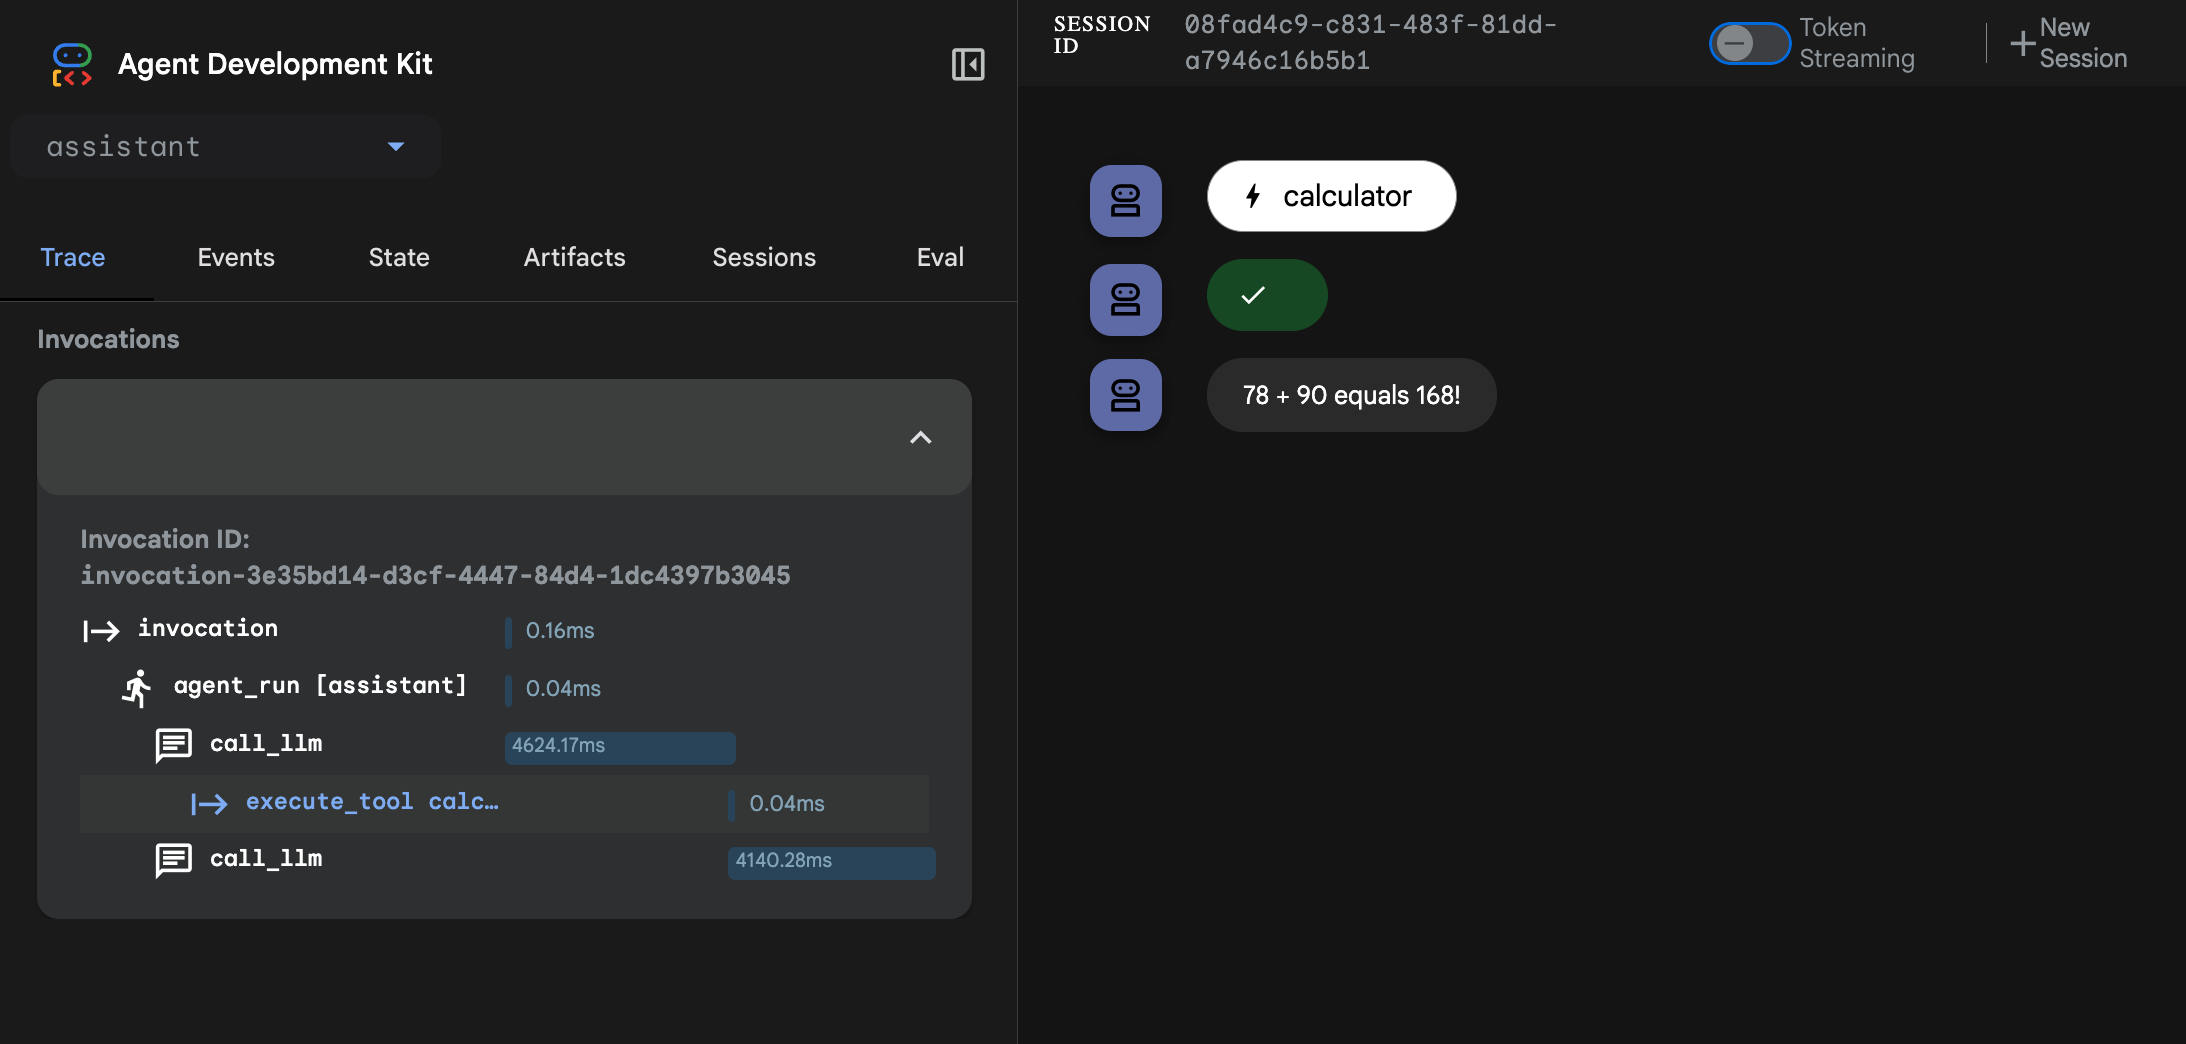 Agent Development Kit
assistant
Trace Events State Artifacts Sessions Eval
Invocations
Invocation ID:
invocation-3e35bd14-d3cf-4447-84d4-1dc4397b3045
invocation 0.16ms
agent_run [assistant] 0.04ms
call_llm 4624.17ms
execute_tool calc… 0.04ms
call_llm 4140.28ms
SESSION
ID
08fad4c9-c831-483f-81dd-
a7946c16b5b1
Token
Streaming
New
Session
calculator
78 + 90 equals 168!